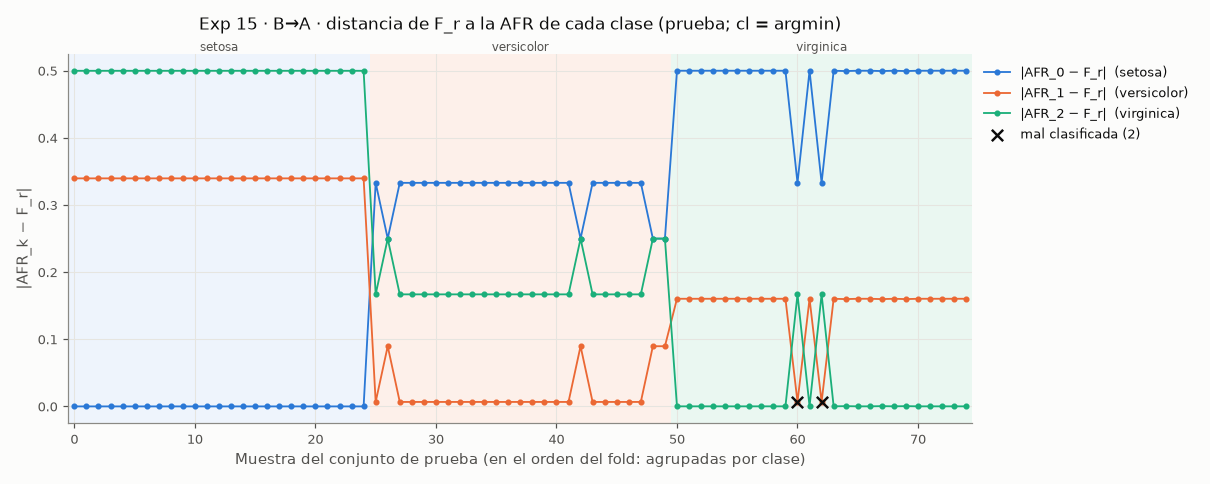 Exp 15 · B→A · distancia de F_r a la AFR de cada clase (prueba; cl = argmin)
setosa
versicolor
virginica
|AFR_0 − F_r| (setosa)
|AFR_1 − F_r| (versicolor)
|AFR_2 − F_r| (virginica)
mal clasificada (2)
|AFR_k − F_r|
0.5
0.4
0.3
0.2
0.1
0.0
0 10 20 30 40 50 60 70
Muestra del conjunto de prueba (en el orden del fold: agrupadas por clase)